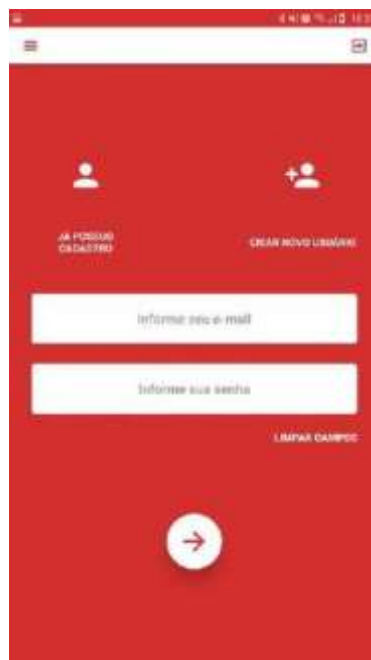 JÁ POSSUO
CADASTRO
CRIAR NOVO USUÁRIO
Informe seu e-mail
Informe sua senha
LIMPAR CAMPOS